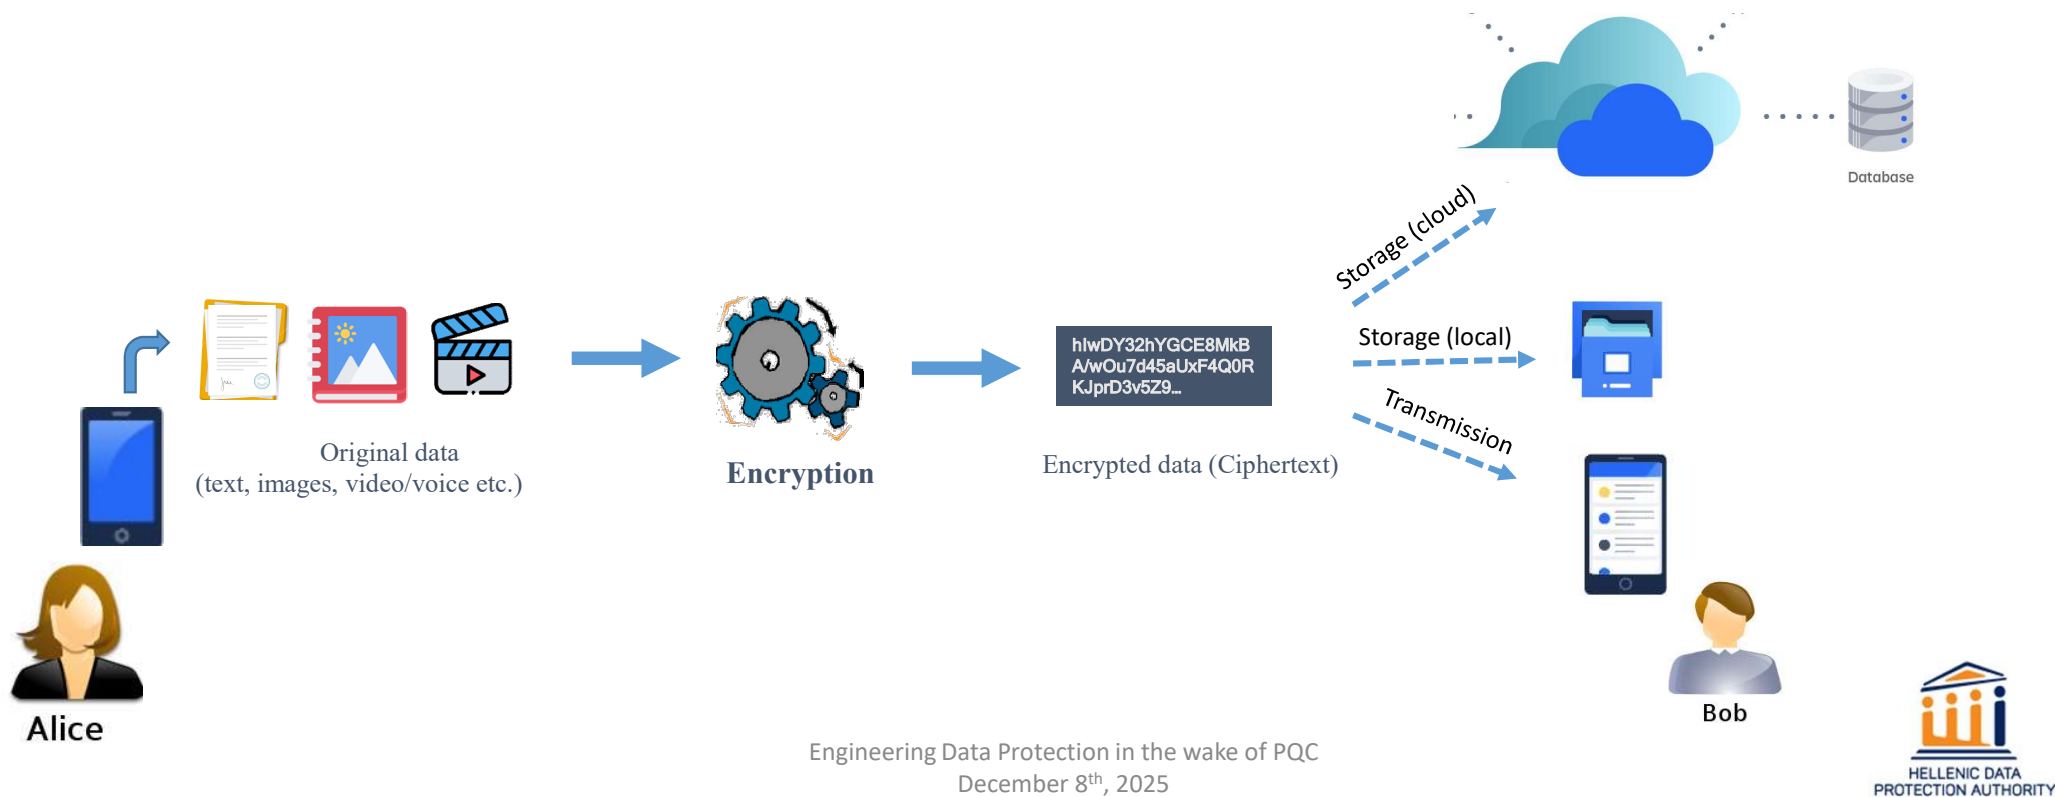 Database
Storage (cloud)
Storage (local)
Transmission
hIwDY32hYGCE8MkB
A/wOu7d45aUxF4Q0R
KJprD3v5Z9...
Original data
(text, images, video/voice etc.)
Encryption
Encrypted data (Ciphertext)
Alice
Bob
Engineering Data Protection in the wake of PQC
December 8th, 2025
HELLENIC DATA
PROTECTION AUTHORITY